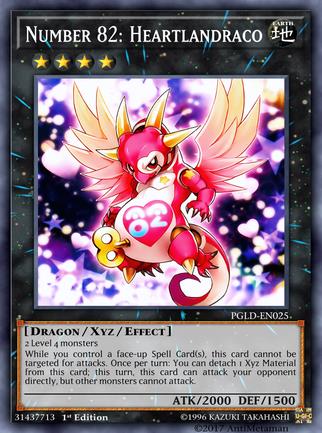 Number 82: Heartlandraco
EARTH
地
82
PGLD-EN025
[Dragon / Xyz / Effect]
2 Level 4 monsters
While you control a face-up Spell Card(s), this card cannot be
targeted for attacks. Once per turn: You can detach 1 Xyz Material
from this card; this turn, this card can attack your opponent
directly, but other monsters cannot attack.
ATK/2000 DEF/1500
31437713 1st Edition ©1996 KAZUKI TAKAHASHI
©2017 AntiMetaman